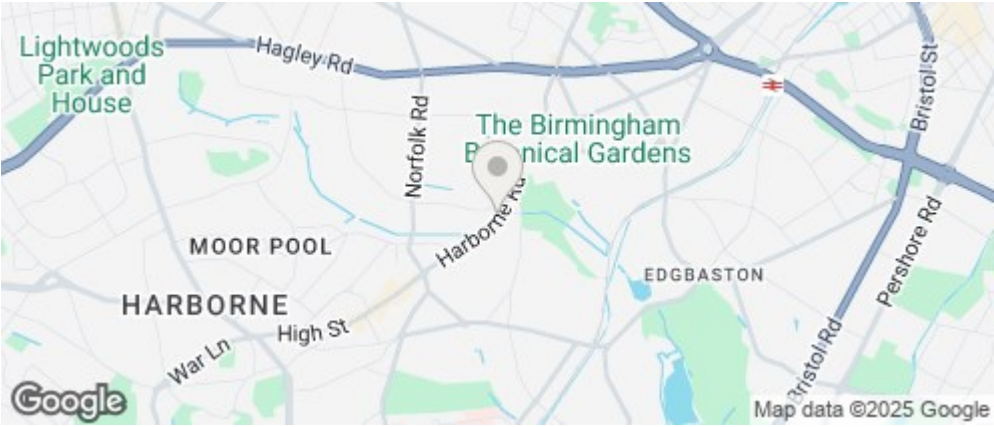 Lightwoods
Park and
House
Hagley Rd
Bristol St
Norfolk Rd
The Birmingham
Botanical Gardens
Harborne Rd
MOOR POOL
EDGBASTON
Pershore Rd
HARBORNE
High St
War Ln
Bristol Rd
Google
Map data ©2025 Google